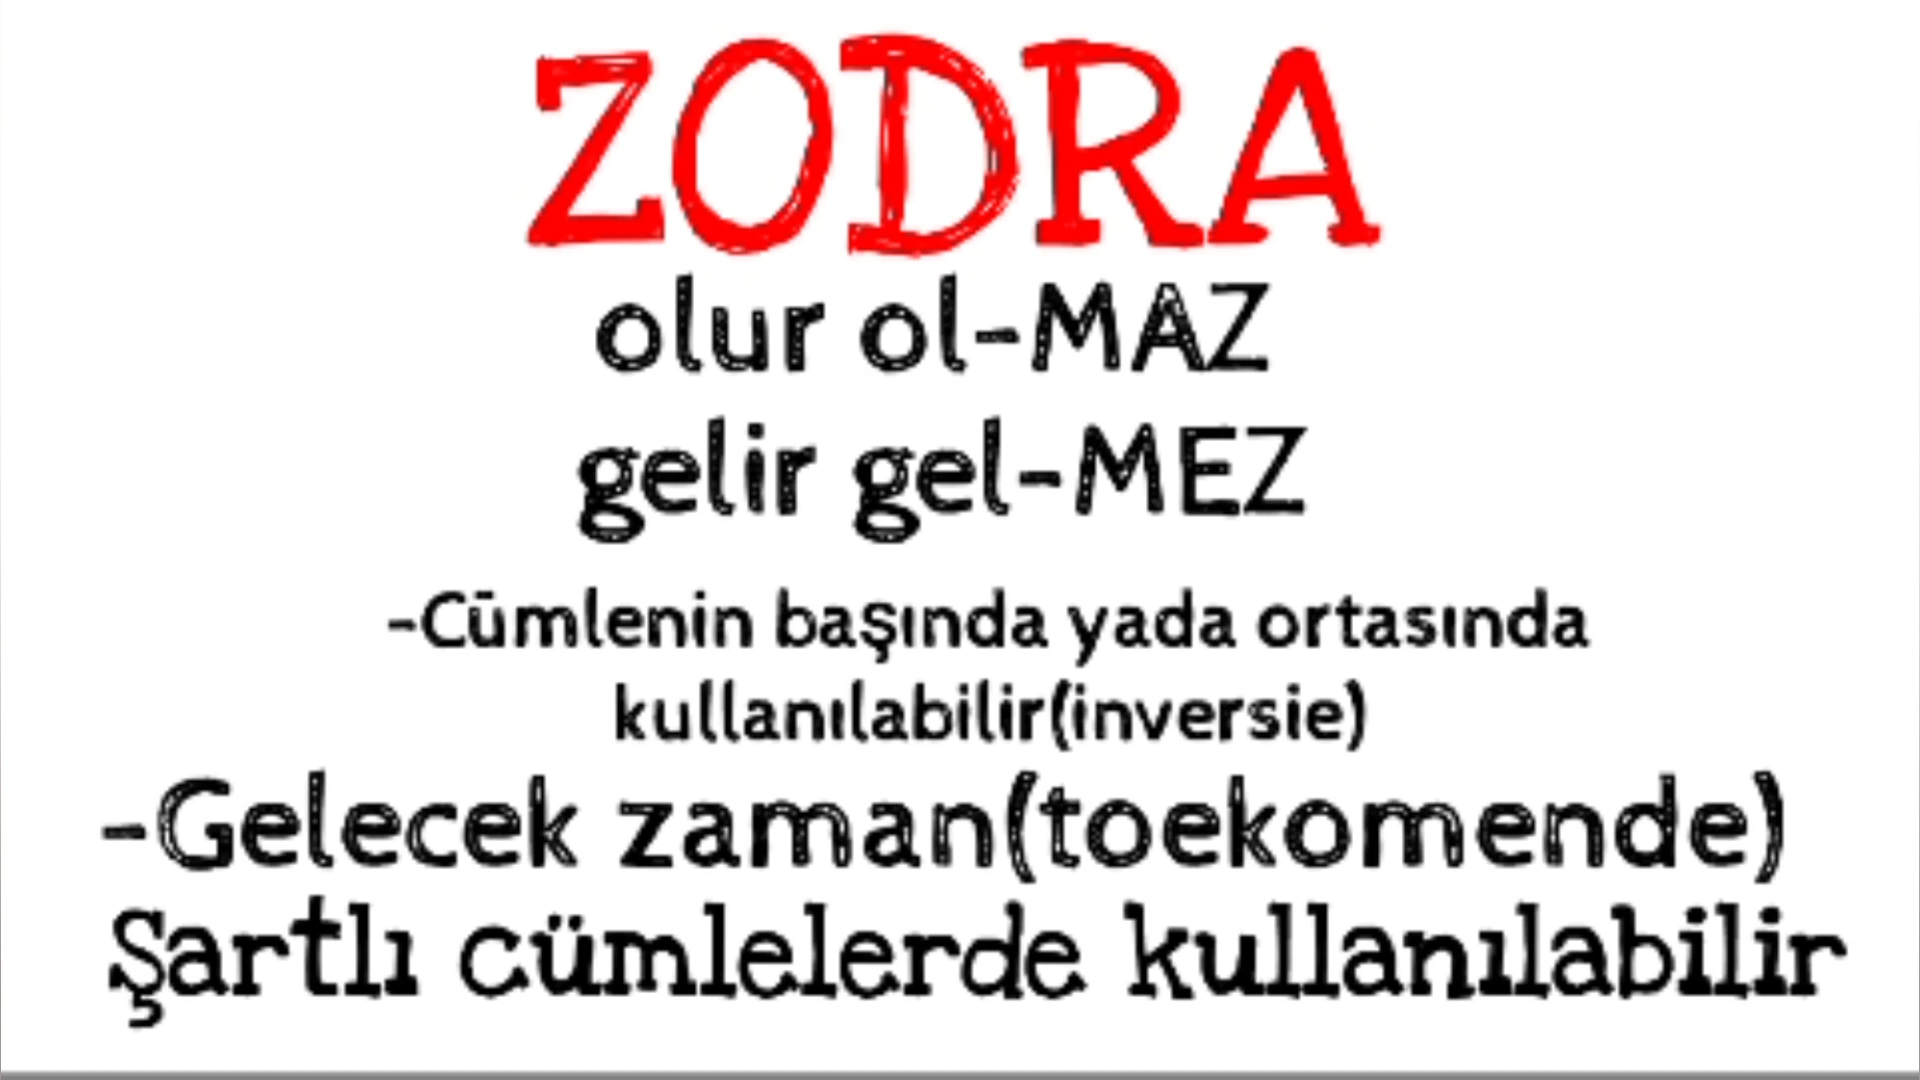 ZODRA
olur ol-MAZ
gelir gel-MEZ
-Cümlenin başında yada ortasında
kullanılabilir(inversie)
-Gelecek zaman(toekomende)
Şartlı cümlelerde kullanılabilir